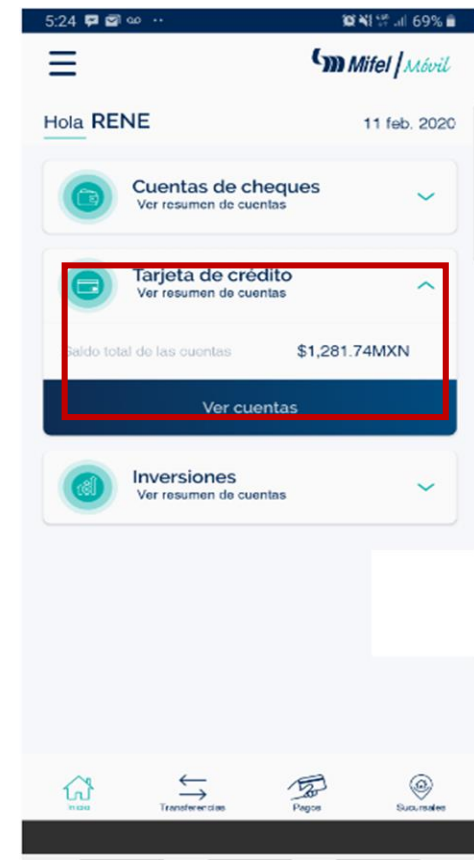 5:24 69%
Mifel | Móvil
Hola RENE 11 feb. 2020
Cuentas de cheques
Ver resumen de cuentas
Tarjeta de crédito
Ver resumen de cuentas
Saldo total de las cuentas $1,281.74MXN
Ver cuentas
Inversiones
Ver resumen de cuentas
Inicio Transferencias Pagos Sucursales